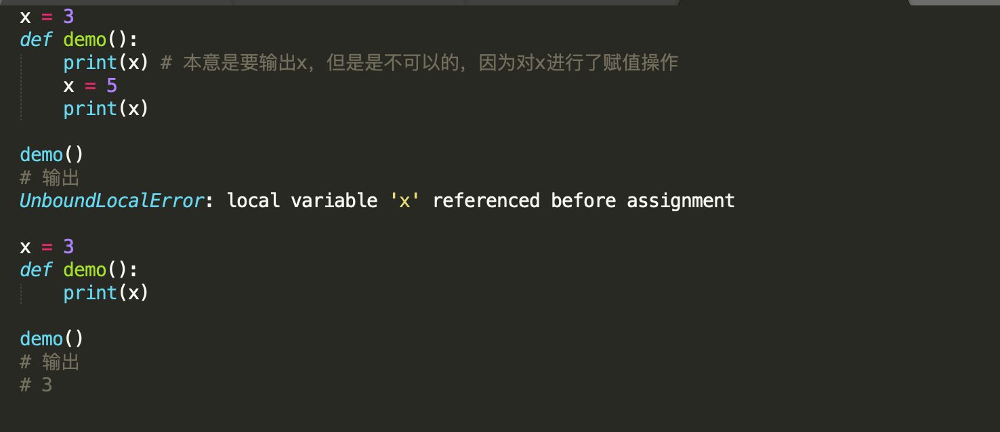 x = 3
def demo():
    print(x) # 本意是要输出x，但是是不可以的，因为对x进行了赋值操作
    x = 5
    print(x)

demo()
# 输出
UnboundLocalError: local variable 'x' referenced before assignment

x = 3
def demo():
    print(x)

demo()
# 输出
# 3